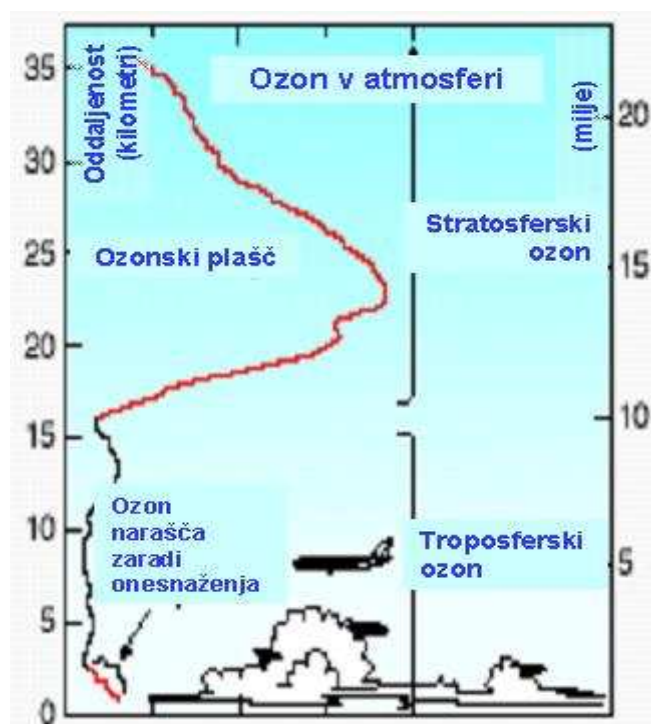 Ozon v atmosferi
Oddaljenost
(kilometri)
(milje)
35
30
25
20
15
10
5
0
20
15
10
5
Ozonski plašč
Stratosferski
ozon
Ozon
narašča
zaradi
onesnaženja
Troposferski
ozon